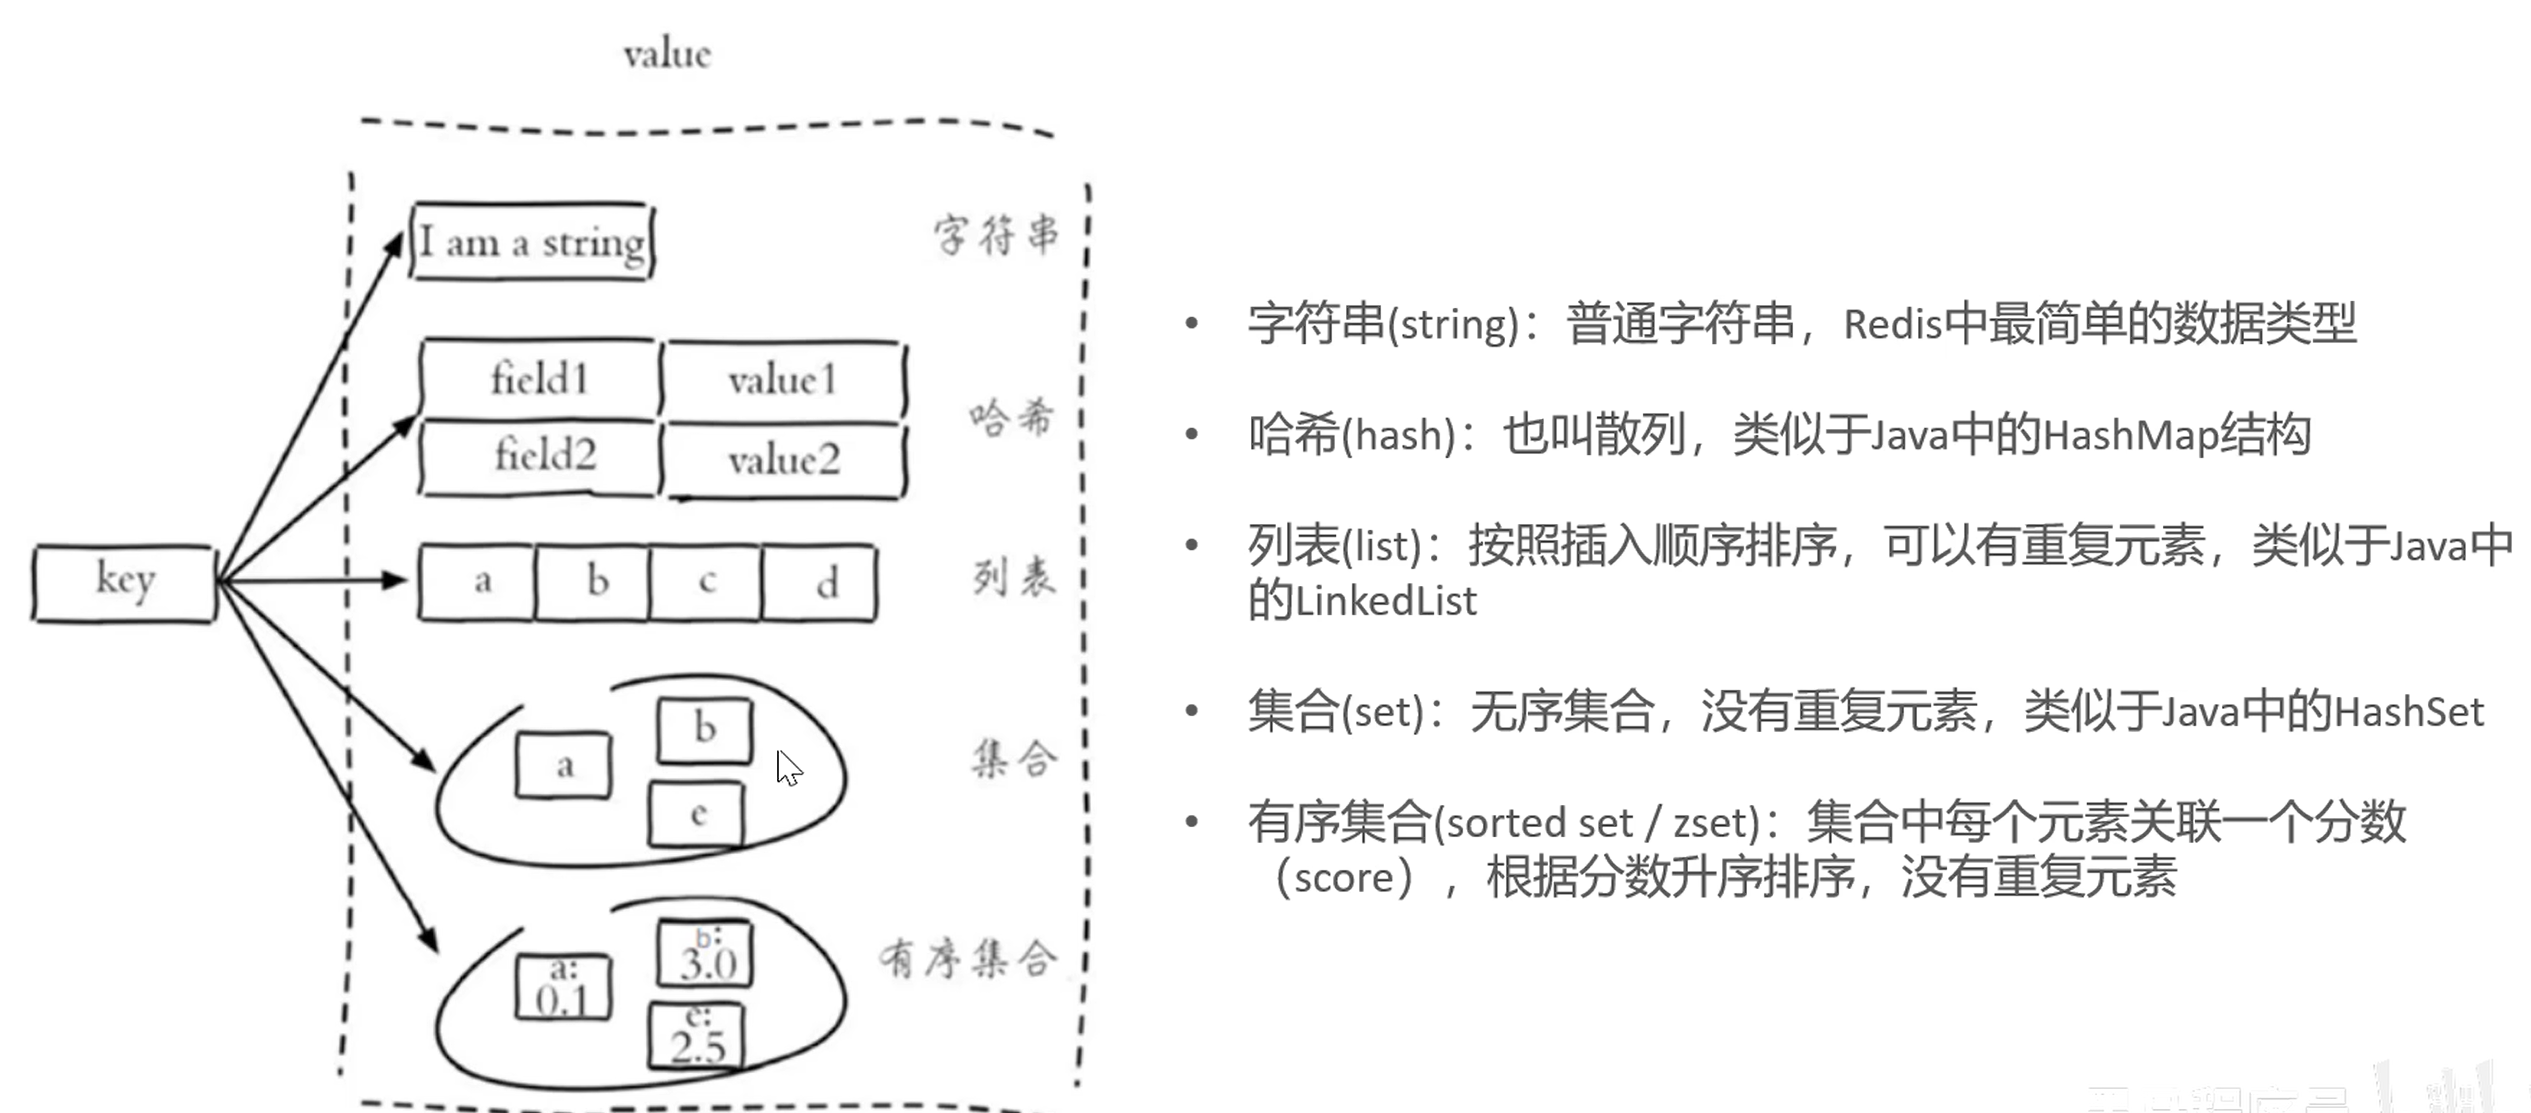 value
I am a string
字符串
field1
value1
field2
value2
哈希
key
a
b
c
d
列表
a
b
e
集合
a:
0.1
b:
3.0
e:
2.5
有序集合
• 字符串(string)：普通字符串，Redis中最简单的数据类型
• 哈希(hash)：也叫散列，类似于Java中的HashMap结构
• 列表(list)：按照插入顺序排序，可以有重复元素，类似于Java中
的LinkedList
• 集合(set)：无序集合，没有重复元素，类似于Java中的HashSet
• 有序集合(sorted set / zset)：集合中每个元素关联一个分数
（score），根据分数升序排序，没有重复元素